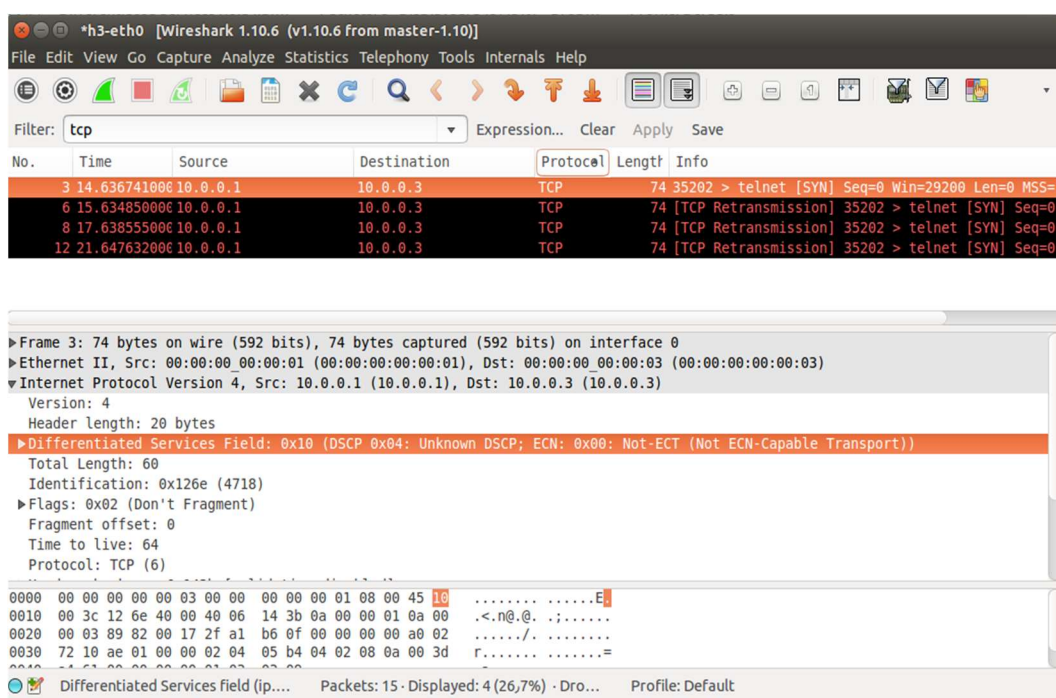 *h3-eth0 [Wireshark 1.10.6 (v1.10.6 from master-1.10)]
File Edit View Go Capture Analyze Statistics Telephony Tools Internals Help
Filter: tcp Expression... Clear Apply Save
No. Time Source Destination Protocol Length Info
3 14.636741000 10.0.0.1 10.0.0.3 TCP 74 35202 > telnet [SYN] Seq=0 Win=29200 Len=0 MSS=
6 15.634850000 10.0.0.1 10.0.0.3 TCP 74 [TCP Retransmission] 35202 > telnet [SYN] Seq=0
8 17.638555000 10.0.0.1 10.0.0.3 TCP 74 [TCP Retransmission] 35202 > telnet [SYN] Seq=0
12 21.647632000 10.0.0.1 10.0.0.3 TCP 74 [TCP Retransmission] 35202 > telnet [SYN] Seq=0
Frame 3: 74 bytes on wire (592 bits), 74 bytes captured (592 bits) on interface 0
Ethernet II, Src: 00:00:00_00:00:01 (00:00:00:00:00:01), Dst: 00:00:00_00:00:03 (00:00:00:00:00:03)
Internet Protocol Version 4, Src: 10.0.0.1 (10.0.0.1), Dst: 10.0.0.3 (10.0.0.3)
Version: 4
Header length: 20 bytes
Differentiated Services Field: 0x10 (DSCP 0x04: Unknown DSCP; ECN: 0x00: Not-ECT (Not ECN-Capable Transport))
Total Length: 60
Identification: 0x126e (4718)
Flags: 0x02 (Don't Fragment)
Fragment offset: 0
Time to live: 64
Protocol: TCP (6)
0000 00 00 00 00 00 03 00 00 00 00 00 01 08 00 45 10 ........ ......E.
0010 00 3c 12 6e 40 00 40 06 14 3b 0a 00 00 01 0a 00 .<.n@.@. .;......
0020 00 03 89 82 00 17 2f a1 b6 0f 00 00 00 00 a0 02 ....../. ........
0030 72 10 ae 01 00 00 02 04 05 b4 04 02 08 0a 00 3d r....... .......=
Differentiated Services field (ip.... Packets: 15 · Displayed: 4 (26,7%) · Dro... Profile: Default